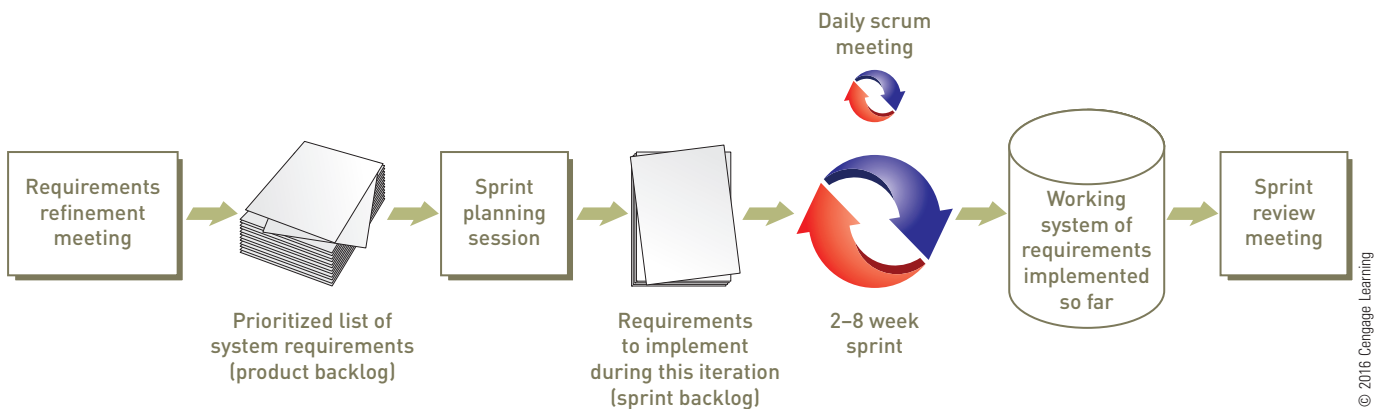 Daily scrum
meeting
Requirements
refinement
meeting
Prioritized list of
system requirements
(product backlog)
Sprint
planning
session
Requirements
to implement
during this iteration
(sprint backlog)
2–8 week
sprint
Working
system of
requirements
implemented
so far
Sprint
review
meeting
© 2016 Cengage Learning